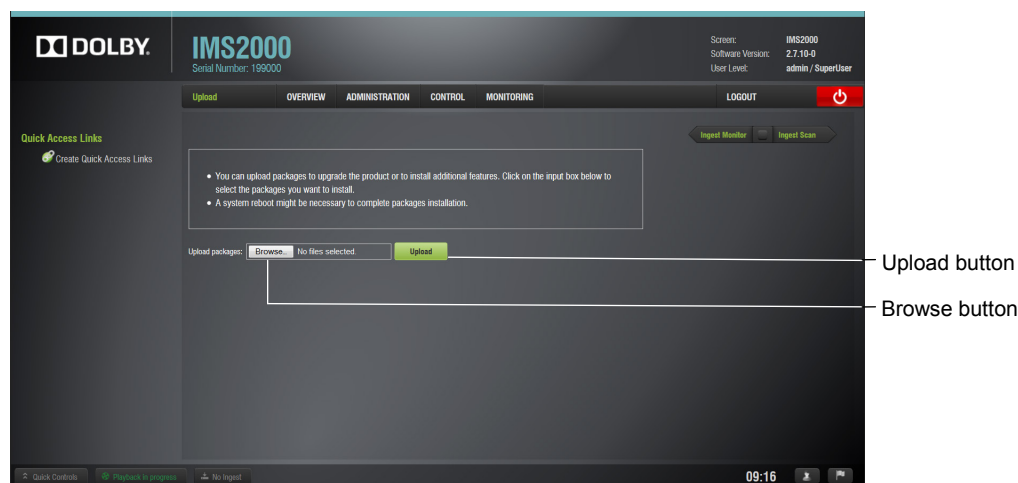 DOLBY.
IMS2000
Serial Number: 199000
Screen: IMS2000
Software Version: 2.7.10-0
User Level: admin / SuperUser
Upload OVERVIEW ADMINISTRATION CONTROL MONITORING LOGOUT
Quick Access Links
Create Quick Access Links
Ingest Monitor Ingest Scan
• You can upload packages to upgrade the product or to install additional features. Click on the input box below to
select the packages you want to install.
• A system reboot might be necessary to complete packages installation.
Upload packages: Browse... No files selected. Upload
Upload button
Browse button
Quick Controls Playback in progress No Ingest 09:16